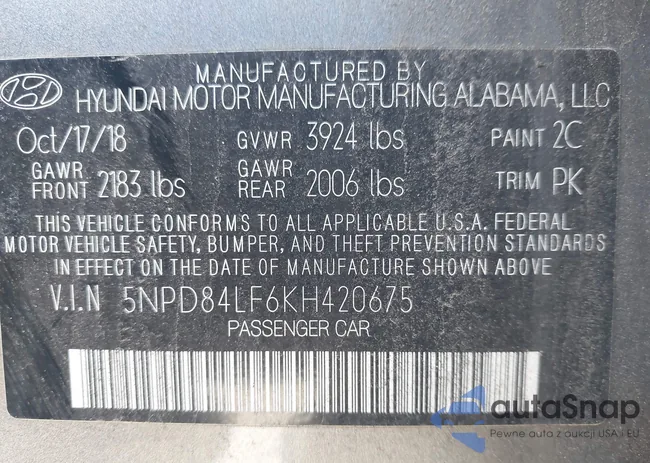 MANUFACTURED BY
HYUNDAI MOTOR MANUFACTURING ALABAMA, LLC
Oct/17/18 GVWR 3924 lbs PAINT 2C
GAWR FRONT 2183 lbs GAWR REAR 2006 lbs TRIM PK
THIS VEHICLE CONFORMS TO ALL APPLICABLE U.S.A. FEDERAL
MOTOR VEHICLE SAFETY, BUMPER, AND THEFT PREVENTION STANDARDS
IN EFFECT ON THE DATE OF MANUFACTURE SHOWN ABOVE
V.I.N 5NPD84LF6KH420675
PASSENGER CAR
autaSnap
Pewne auta z aukcji USA i EU